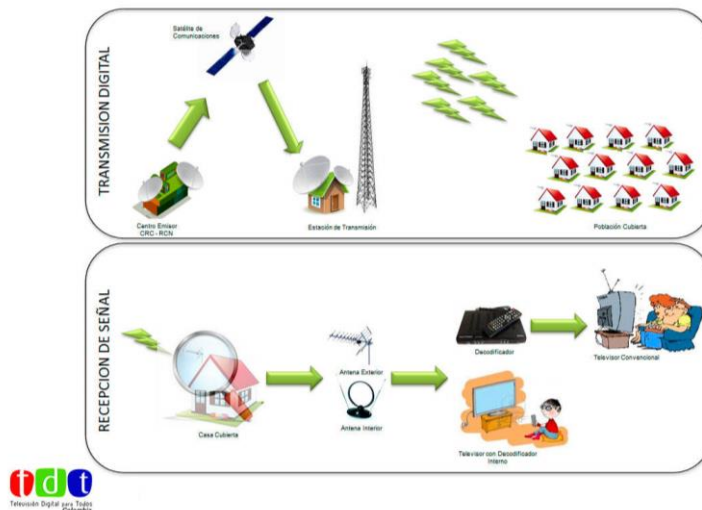 TRANSMISION DIGITAL
Satélite de
Comunicaciones
Centro Emisor
CRC - RCN
Estación de Transmisión
Población Cubierta
RECEPCION DE SEÑAL
Casa Cubierta
Antena Exterior
Antena Interior
Decodificador
Televisor Convencional
Televisor con Decodificador
Interno
tdt
Televisión Digital para Todos
Colombia